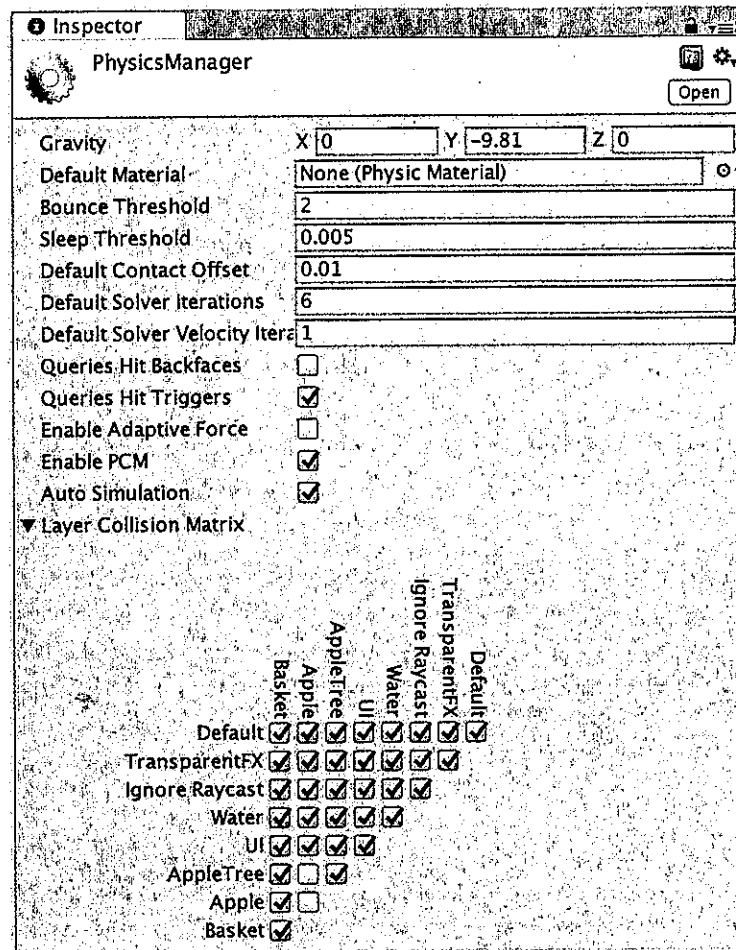 Inspector
PhysicsManager
Open
Gravity X 0 Y -9.81 Z 0
Default Material None (Physic Material)
Bounce Threshold 2
Sleep Threshold 0.005
Default Contact Offset 0.01
Default Solver Iterations 6
Default Solver Velocity Itera 1
Queries Hit Backfaces
Queries Hit Triggers
Enable Adaptive Force
Enable PCM
Auto Simulation
Layer Collision Matrix
Basket
Apple
AppleTree
UI
Water
Ignore Raycast
TransparentFX
Default
Default
TransparentFX
Ignore Raycast
Water
UI
AppleTree
Apple
Basket